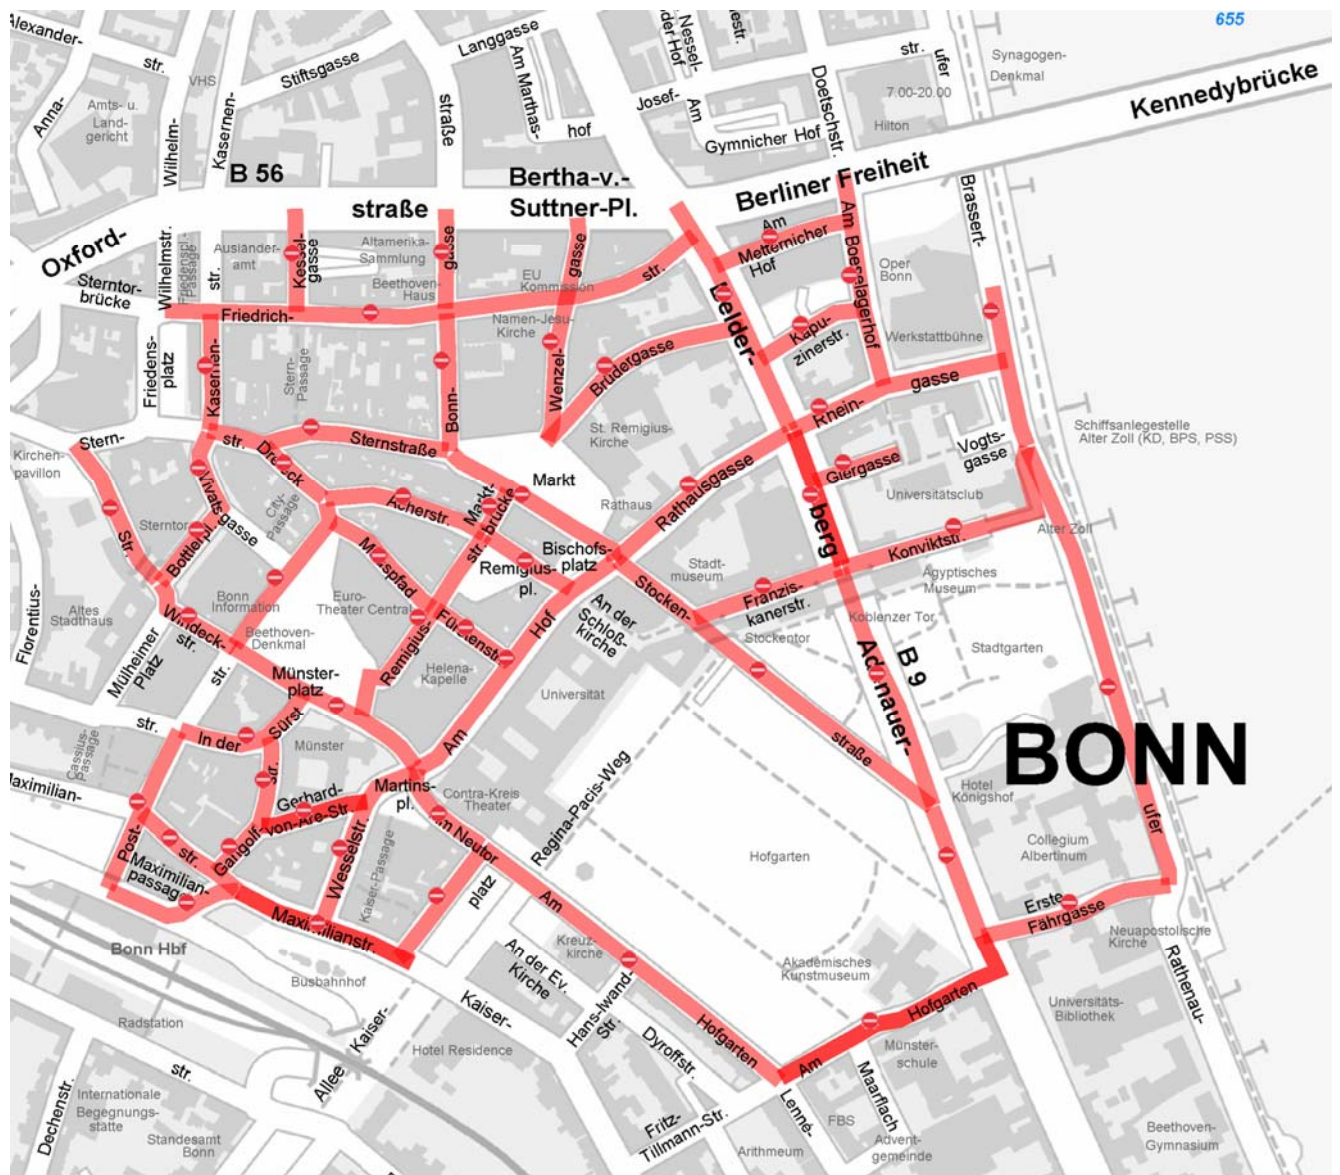 655
Alexander-
str.
Anna-
Amts- u.
Land-
gericht
VHS
Wilhelm-
Kasernen-
Stiftsgasse
Langgasse
straße
Am Marthas-
hof
Nessel-
Josef-
Am
Gymnicher Hof
Doetschstr.
str.
ufer
7.00-20.00
Hilton
Synagogen-
Denkmal
Kennedybrücke
Berliner Freiheit
Brassert-
B 56
Bertha-v.-
Suttner-Pl.
straße
Oxford-
Sterntor-
brücke
Wilhelmstr.
Friedenspl.-
Passage
str.
Ausländer-
amt
Kessel-
gasse
Altamerika-
Sammlung
Beethoven-
Haus
gasse
EU
Kommission
gasse
str.
Am
Metternicher
Hof
Am Boeselagerhof
Oper
Bonn
Werkstattbühne
Friedrich-
Namen-Jesu-
Kirche
Belder-
Kapu-
zinerstr.
Friedens-
platz
Kasernen-
Stern-
Passage
Bonn-
Wenzel-
Brüdergasse
Rhein-
gasse
Stern-
Kirchen-
pavillon
str.
Dreieck
Sternstraße
St. Remigius-
Kirche
Vogts-
gasse
Giergasse
Schiffsanlegestelle
Alter Zoll (KD, BPS, PSS)
Markt
Rathaus
Rathausgasse
Universitätsclub
Alter Zoll
Sterntor
Vivats-
gasse
City-
Passage
Acherstr.
Markt-
brücke
str.
Bottlerpl.
Str.
Bischofs-
platz
Remigius-
pl.
Stadt-
museum
berg
Konviktstr.
Ägyptisches
Museum
Mauspfad
Stocken-
Franzis-
kanerstr.
Koblenzer Tor
Stockentor
Stadtgarten
Florentius-
Altes
Stadthaus
Windeck-
str.
Bonn
Information
Beethoven-
Denkmal
Euro-
Theater Central
Fürstenstr.
Hof
An der
Schloß-
kirche
Mülheimer
Platz
str.
Münster-
platz
Remigius-
Helena-
Kapelle
Universität
B 9
Adenauer-
BONN
str.
In der
Sürst
Münster
Am
straße
Cassius-
Passage
Maximilian-
str.
Gerhard-
von-Are-Str.
Martins-
pl.
Contra-Kreis
Theater
Regina-Pacis-Weg
Hotel
Königshof
ufer
Post-
str.
Gangolf-
Wesselstr.
Am Neutor
Kaiser-Passage
Hofgarten
Collegium
Albertinum
Maximilian-
passag
Maximilianstr.
platz
Am
Erste
Fährgasse
Bonn Hbf
Busbahnhof
An der Ev.
Kirche
Kreuz-
kirche
Akademisches
Kunstmuseum
Neuapostolische
Kirche
Rathenau-
Radstation
Kaiser-
Hans-Iwand-
Str.
Hofgarten
Hofgarten
Universitäts-
Bibliothek
Hotel Residence
Allee
Kaiser-
Dyroffstr.
Am
Münster-
schule
str.
Dechenstr.
Internationale
Begegnungs-
stätte
Standesamt
Bonn
Fritz-
Tillmann-Str.
Lenné-
Maarflach
FBS
Arithmeum
Advent-
gemeinde
Beethoven-
Gymnasium